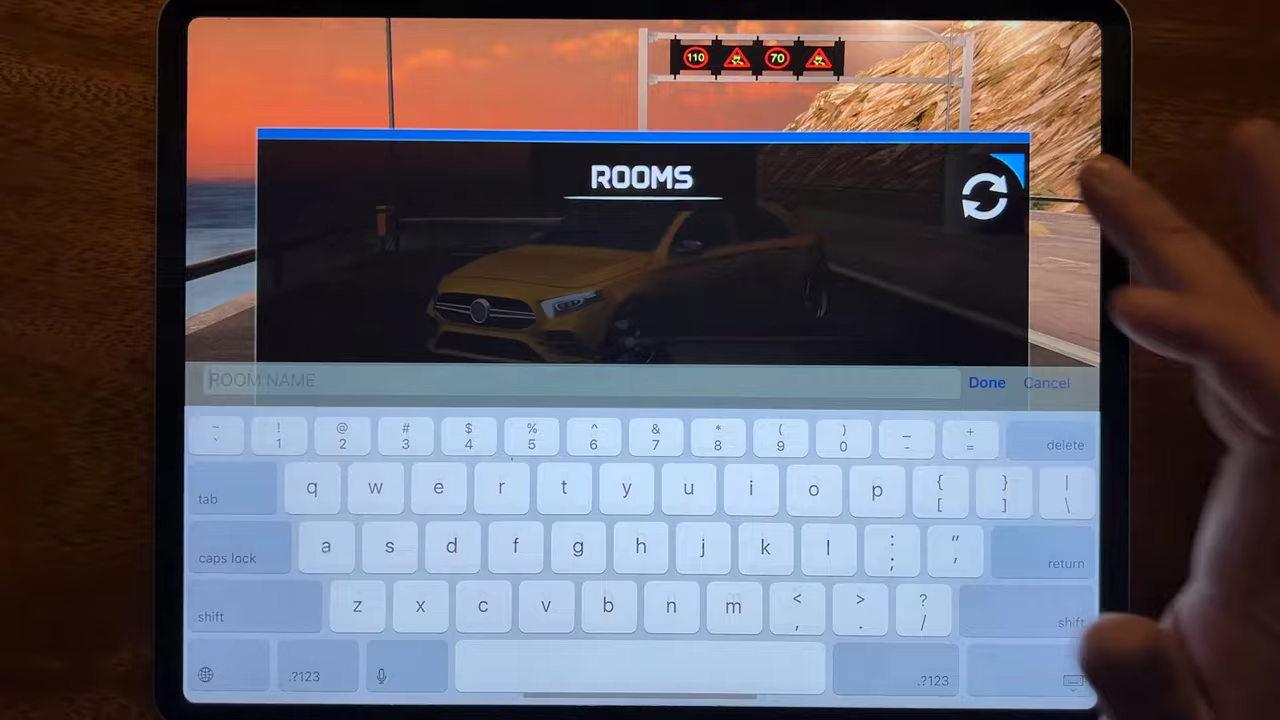 110 70
ROOMS
ROOM NAME Done Cancel
~ ! @ # $ % ^ & * ( ) _ +
` 1 2 3 4 5 6 7 8 9 0 - = delete
tab q w e r t y u i o p { [ } ] | \
caps lock a s d f g h j k l : ; " ' return
shift z x c v b n m < , > . ? / shift
.?123 .?123